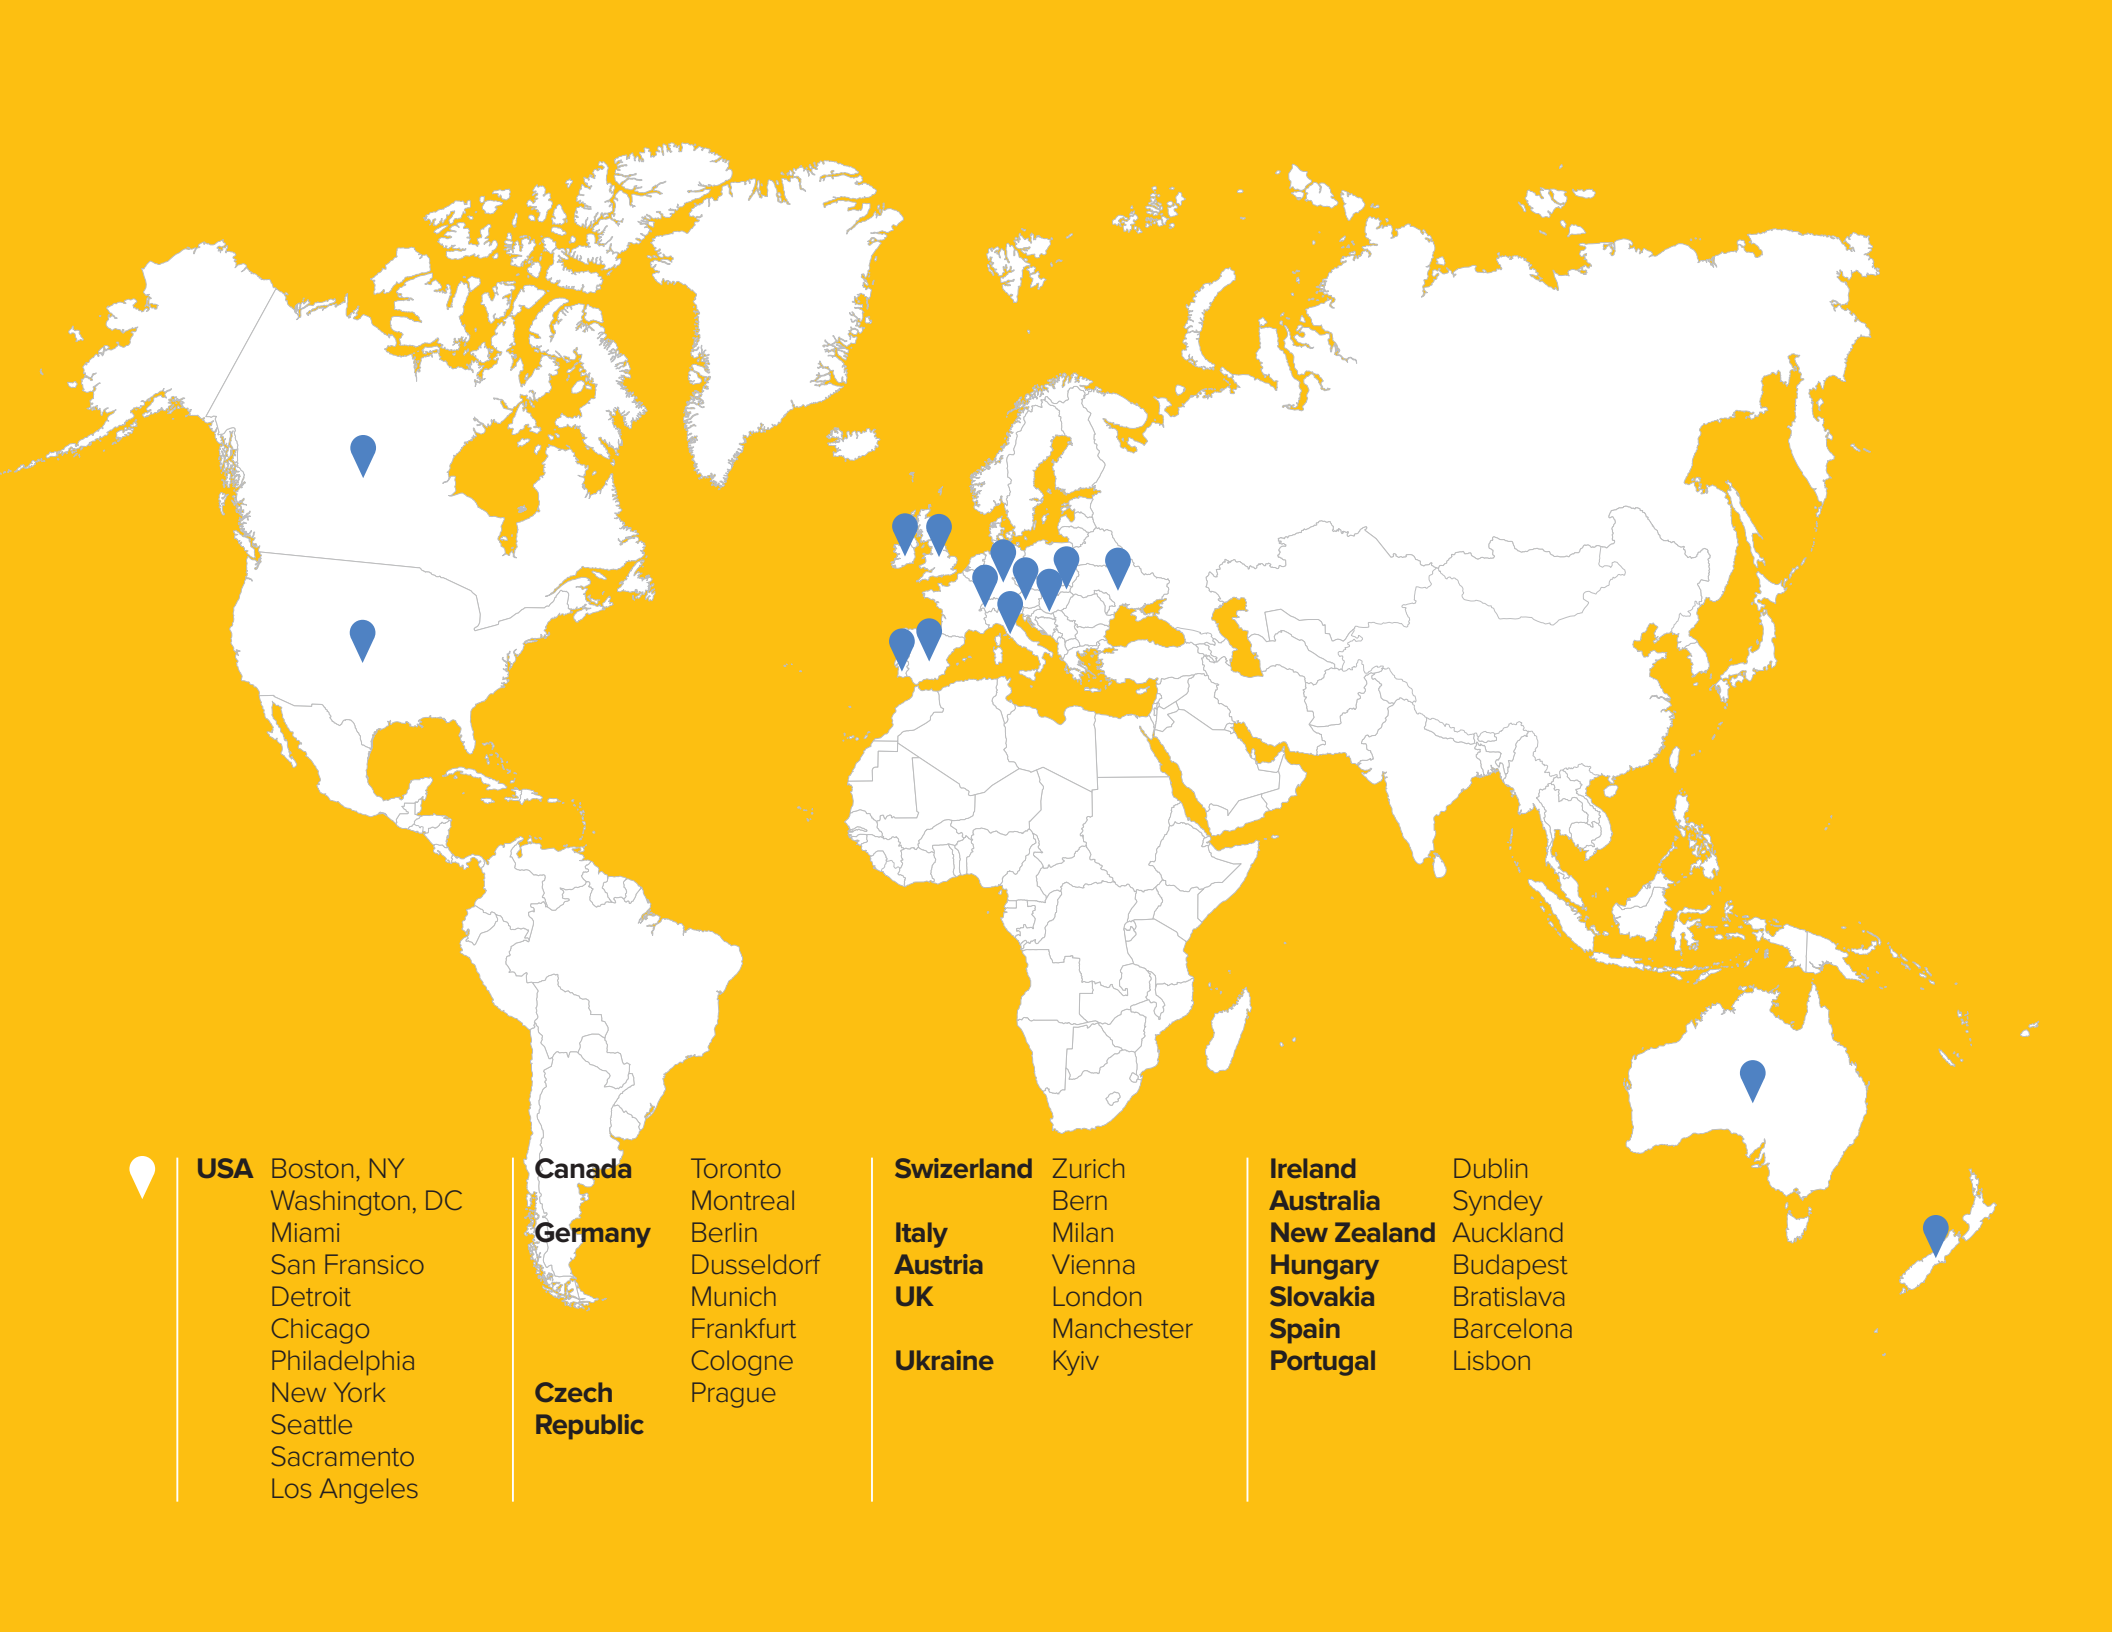 USA Boston, NY
Washington, DC
Miami
San Fransico
Detroit
Chicago
Philadelphia
New York
Seattle
Sacramento
Los Angeles
Canada Toronto
Montreal
Germany Berlin
Dusseldorf
Munich
Frankfurt
Cologne
Czech Prague
Republic
Swizerland Zurich
Bern
Italy Milan
Austria Vienna
UK London
Manchester
Ukraine Kyiv
Ireland Dublin
Australia Syndey
New Zealand Auckland
Hungary Budapest
Slovakia Bratislava
Spain Barcelona
Portugal Lisbon